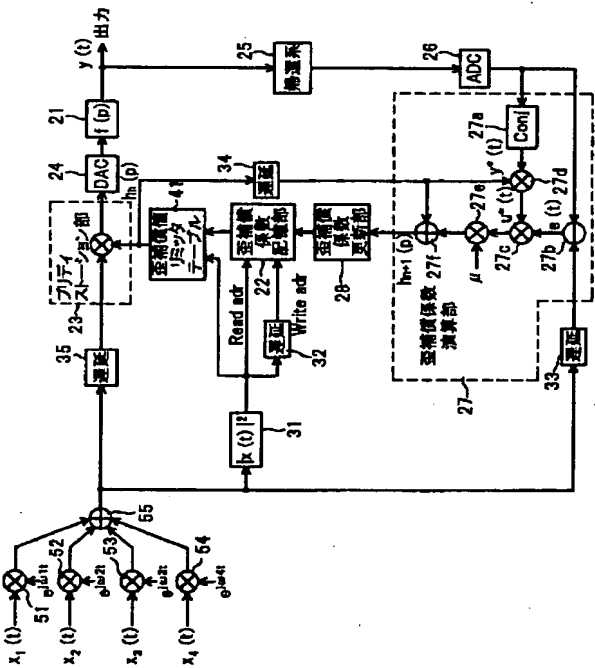 x₁ (t)
51
e^jω1t
x₂ (t)
52
e^jω2t
x₃ (t)
53
e^jω2t
x₄ (t)
54
e^jω4t
55
35
遅延
23
プリディ
ストーション部
24
DAC
hn (p)
21
f (p)
y (t)
出力
31
|x (t)|²
Read adr
Write adr
32
遅延
41
歪補償係数
リミッタ
テーブル
34
遅延
22
歪補償
係数
記憶部
28
歪補償
係数
更新部
25
帰還系
26
ADC
27
歪補償係数
演算部
hn+1 (p)
27f
27e
μ
27a
Conj
y* (t)
27d
u* (t)
27c
e (t)
27b
33
遅延